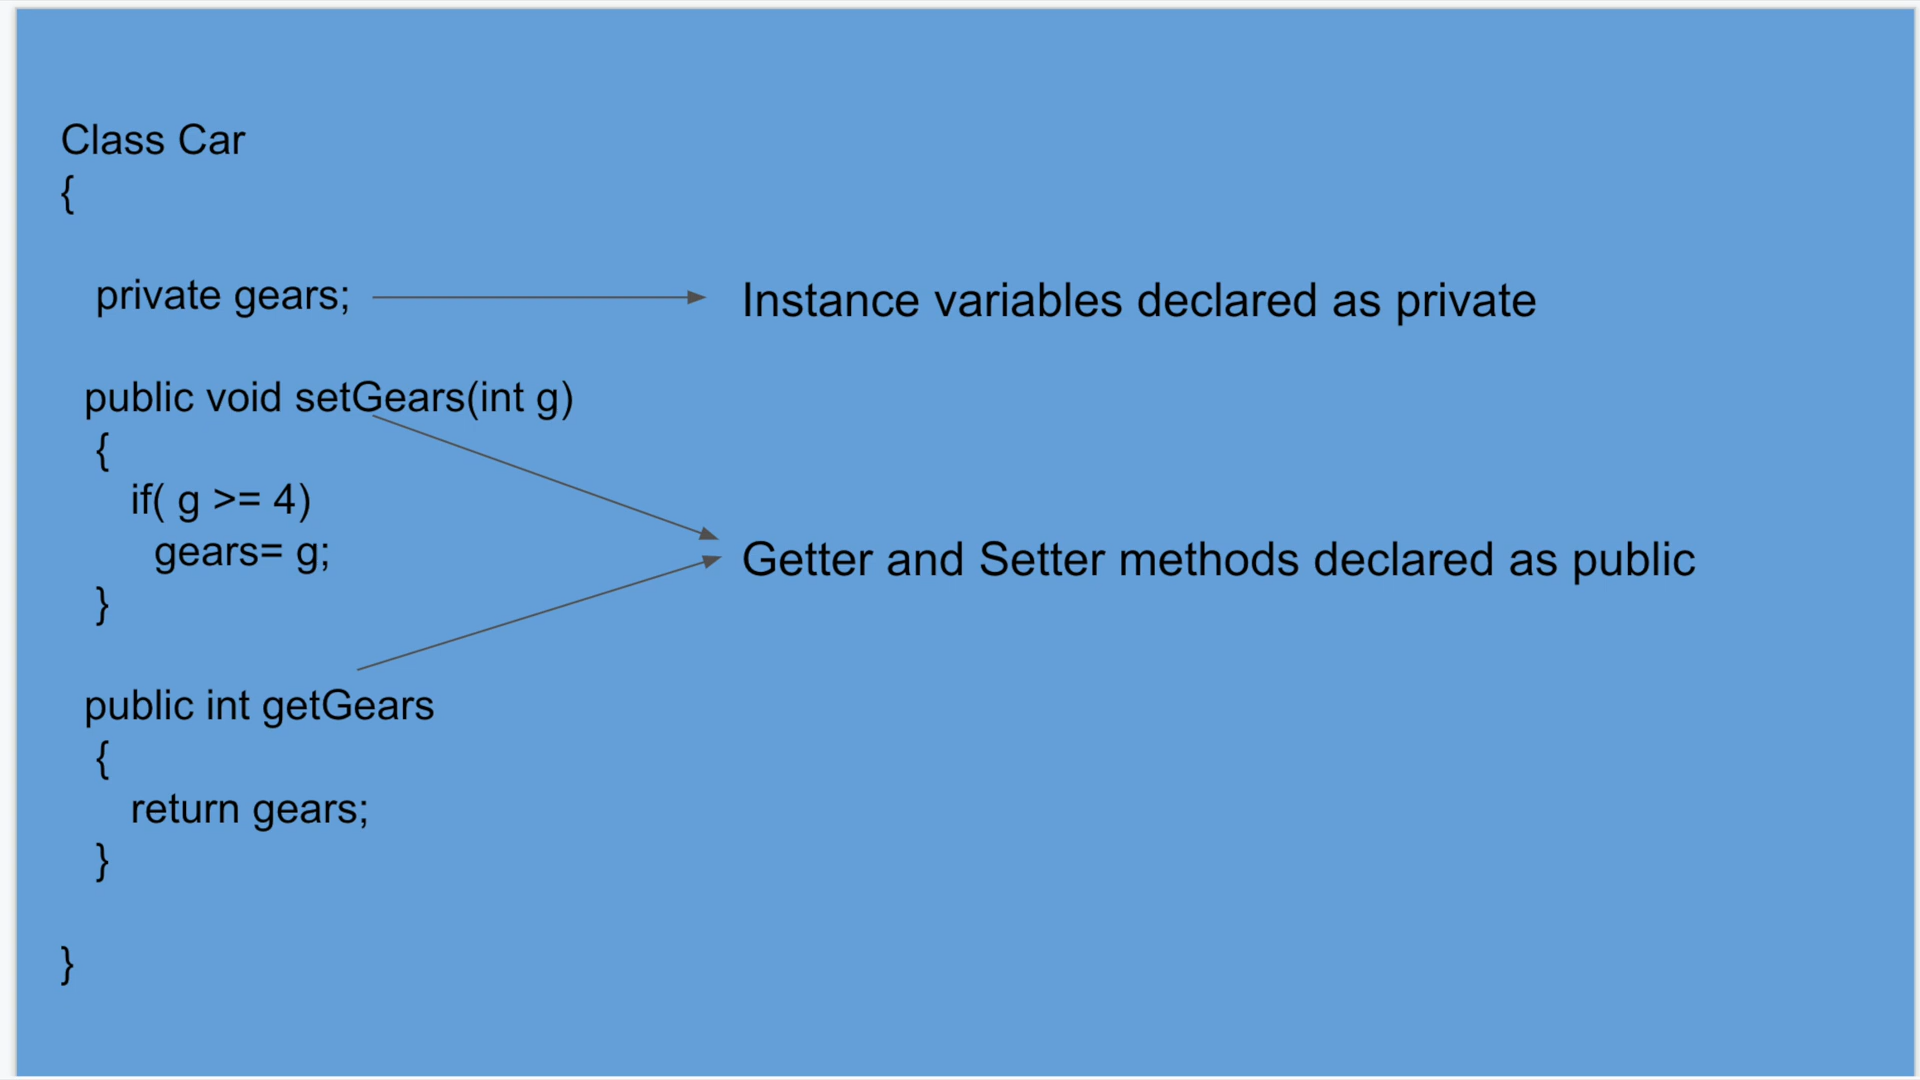 Class Car
{
private gears;
Instance variables declared as private
public void setGears(int g)
{
if( g >= 4)
gears= g;
}
Getter and Setter methods declared as public
public int getGears
{
return gears;
}
}